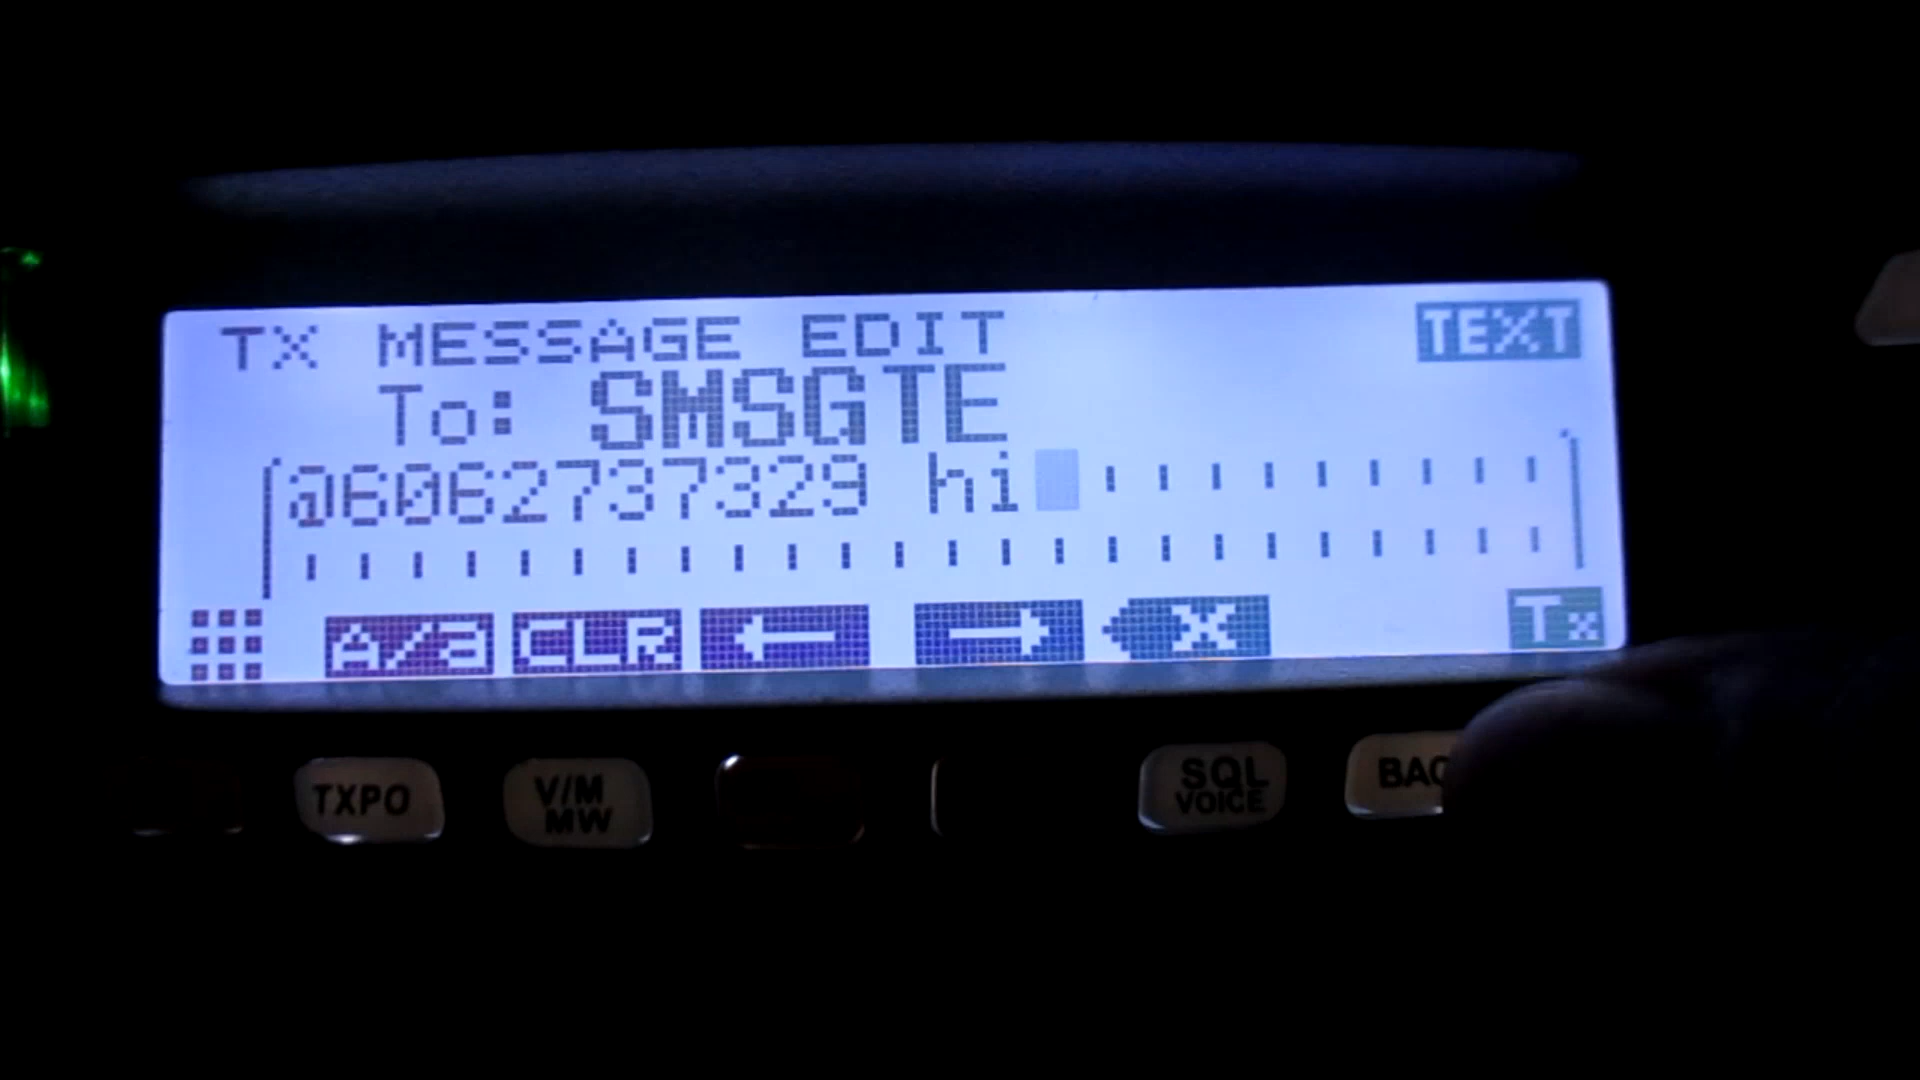 TX MESSAGE EDIT TEXT
To: SMSGTE
@6062737329 hi
A/a CLR ← → X Tx
TXPO V/M MW SQL VOICE